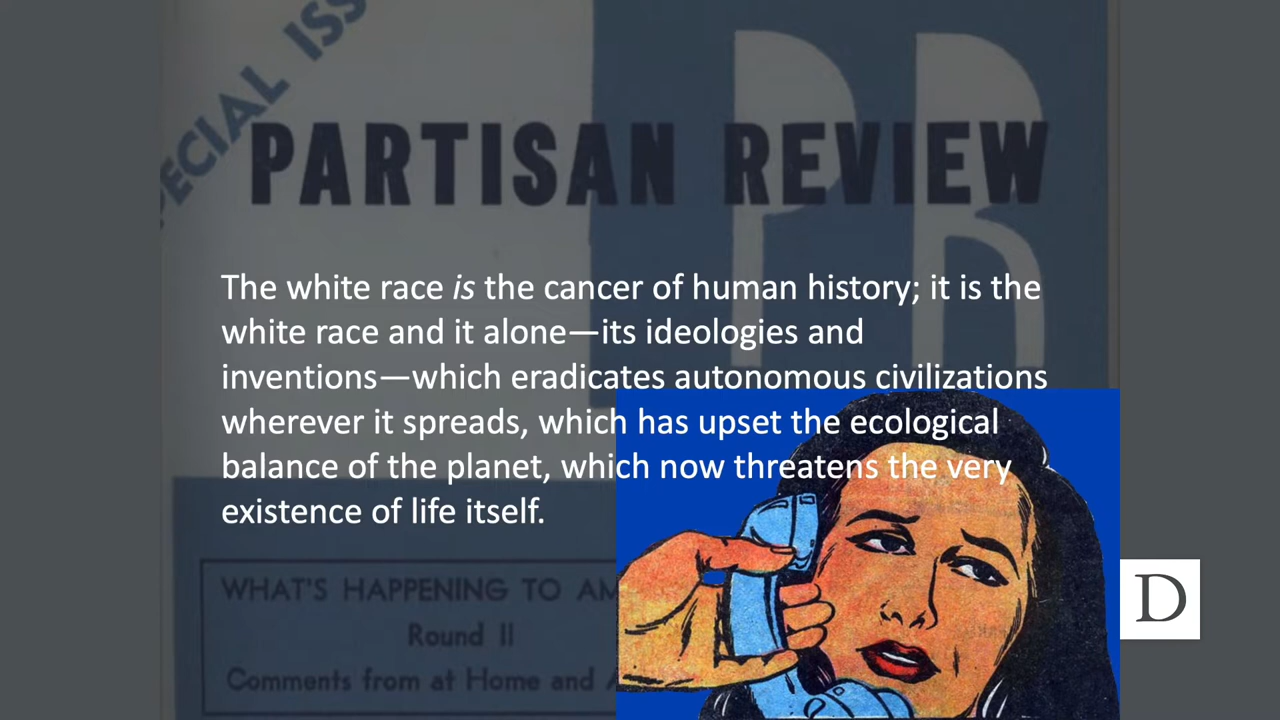 ECIAL ISS
PARTISAN REVIEW
PR
The white race is the cancer of human history; it is the
white race and it alone—its ideologies and
inventions—which eradicates autonomous civilizations
wherever it spreads, which has upset the ecological
balance of the planet, which now threatens the very
existence of life itself.
WHAT'S HAPPENING TO AM
Round II
Comments from at Home and A
D